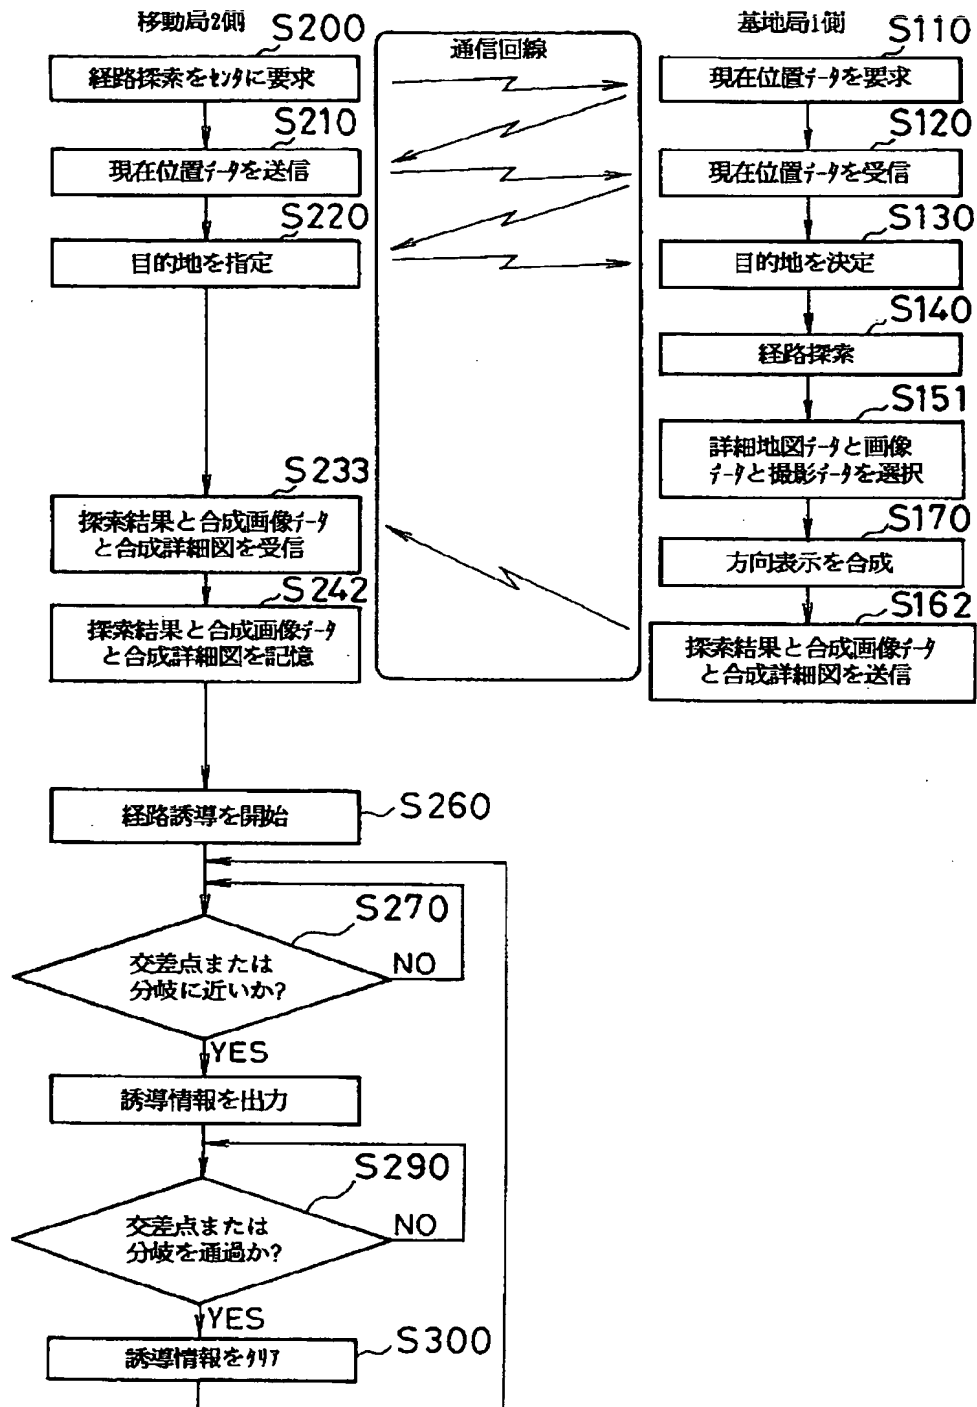 移動局2側
S200
経路探索をｾﾝﾀに要求
S210
現在位置ﾃﾞｰﾀを送信
S220
目的地を指定
S233
探索結果と合成画像ﾃﾞｰﾀ
と合成詳細図を受信
S242
探索結果と合成画像ﾃﾞｰﾀ
と合成詳細図を記憶
S260
経路誘導を開始
S270
交差点または
分岐に近いか?
NO
YES
誘導情報を出力
S290
交差点または
分岐を通過か?
NO
YES
S300
誘導情報をｸﾘｱ
通信回線
基地局1側
S110
現在位置ﾃﾞｰﾀを要求
S120
現在位置ﾃﾞｰﾀを受信
S130
目的地を決定
S140
経路探索
S151
詳細地図ﾃﾞｰﾀと画像
ﾃﾞｰﾀと撮影ﾃﾞｰﾀを選択
S170
方向表示を合成
S162
探索結果と合成画像ﾃﾞｰﾀ
と合成詳細図を送信